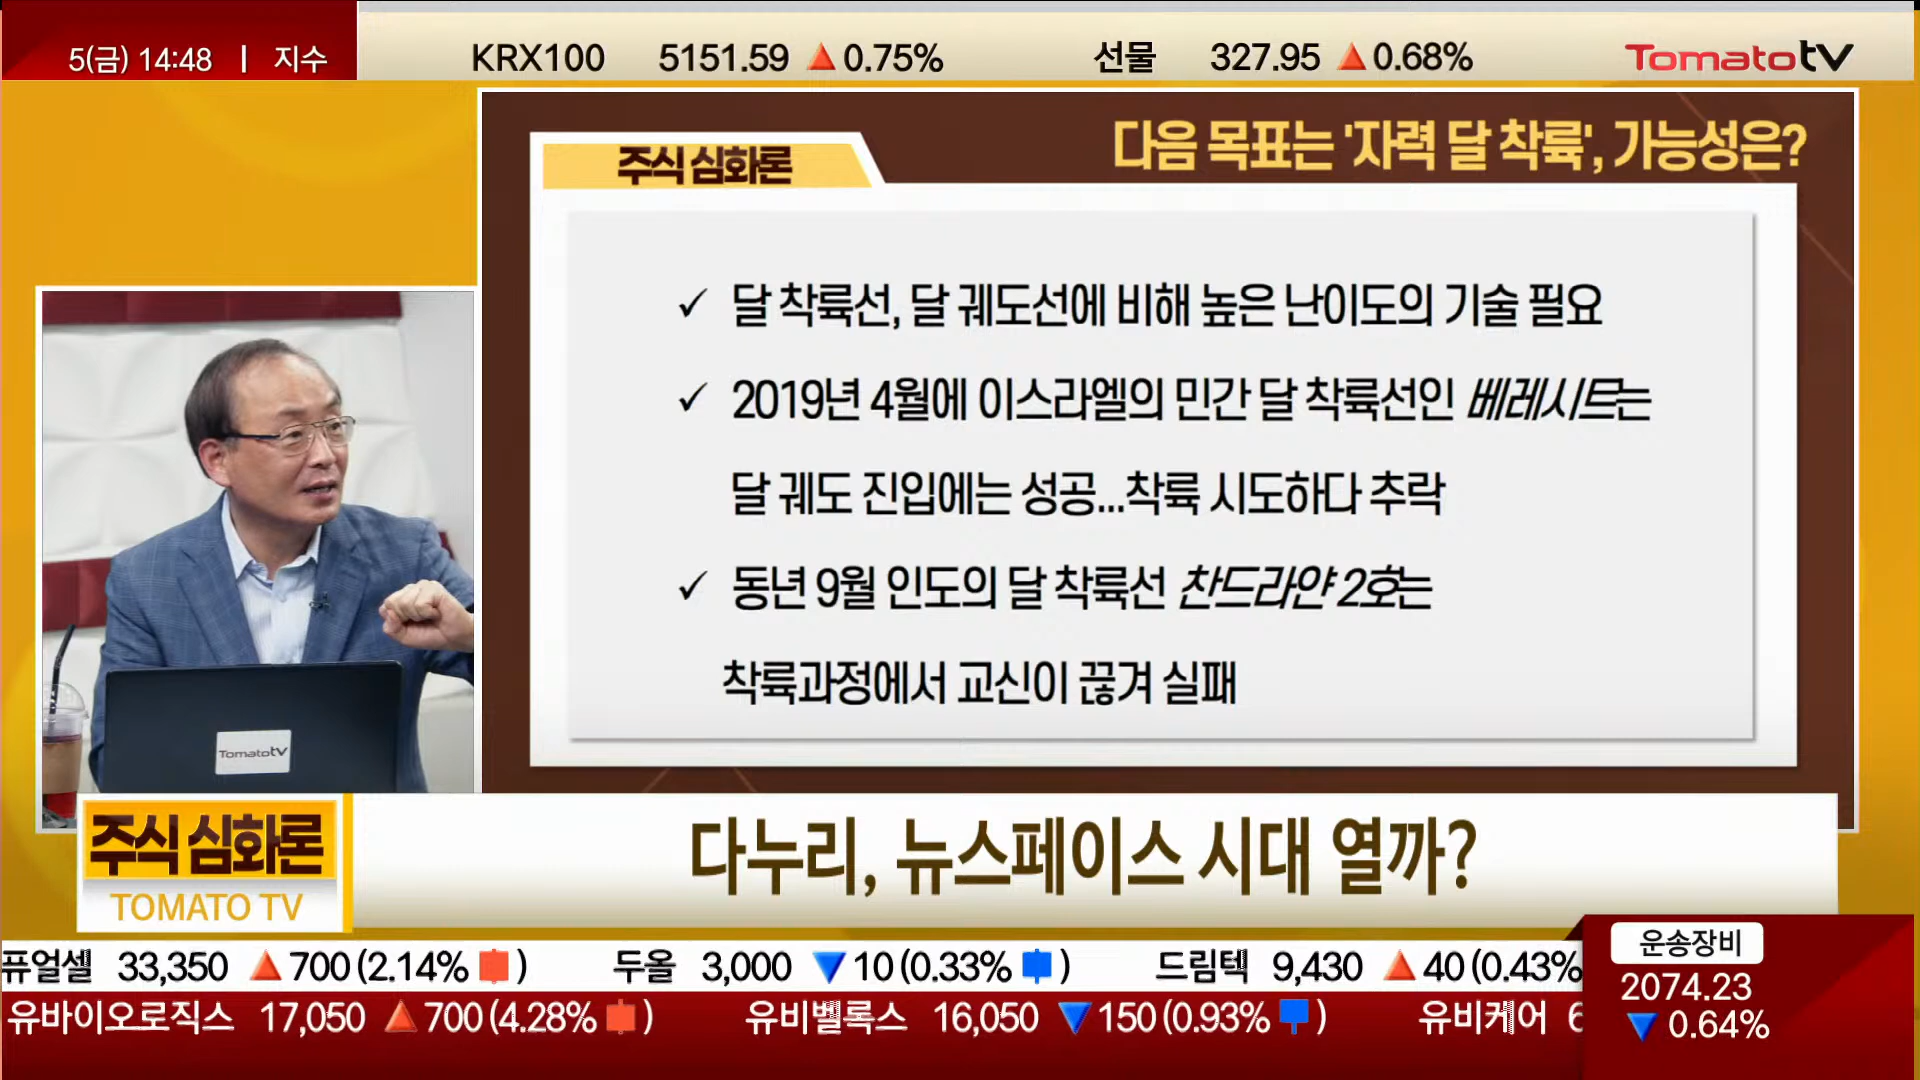 5(금) 14:48 | 지수
KRX100 5151.59 ▲0.75% 선물 327.95 ▲0.68%
Tomatotv
주식 심화론
다음 목표는 '자력 달 착륙', 가능성은?
✓ 달 착륙선, 달 궤도선에 비해 높은 난이도의 기술 필요
✓ 2019년 4월에 이스라엘의 민간 달 착륙선인 베레시트는
달 궤도 진입에는 성공...착륙 시도하다 추락
✓ 동년 9월 인도의 달 착륙선 찬드라얀 2호는
착륙과정에서 교신이 끊겨 실패
Tomatotv
주식 심화론
TOMATO TV
다누리, 뉴스페이스 시대 열까?
퓨얼셀 33,350 ▲700(2.14%) 두올 3,000 ▼10(0.33%) 드림텍 9,430 ▲40(0.43%
유바이오로직스 17,050 ▲700(4.28%) 유비벨록스 16,050 ▼150(0.93%) 유비케어
운송장비
2074.23
▼0.64%